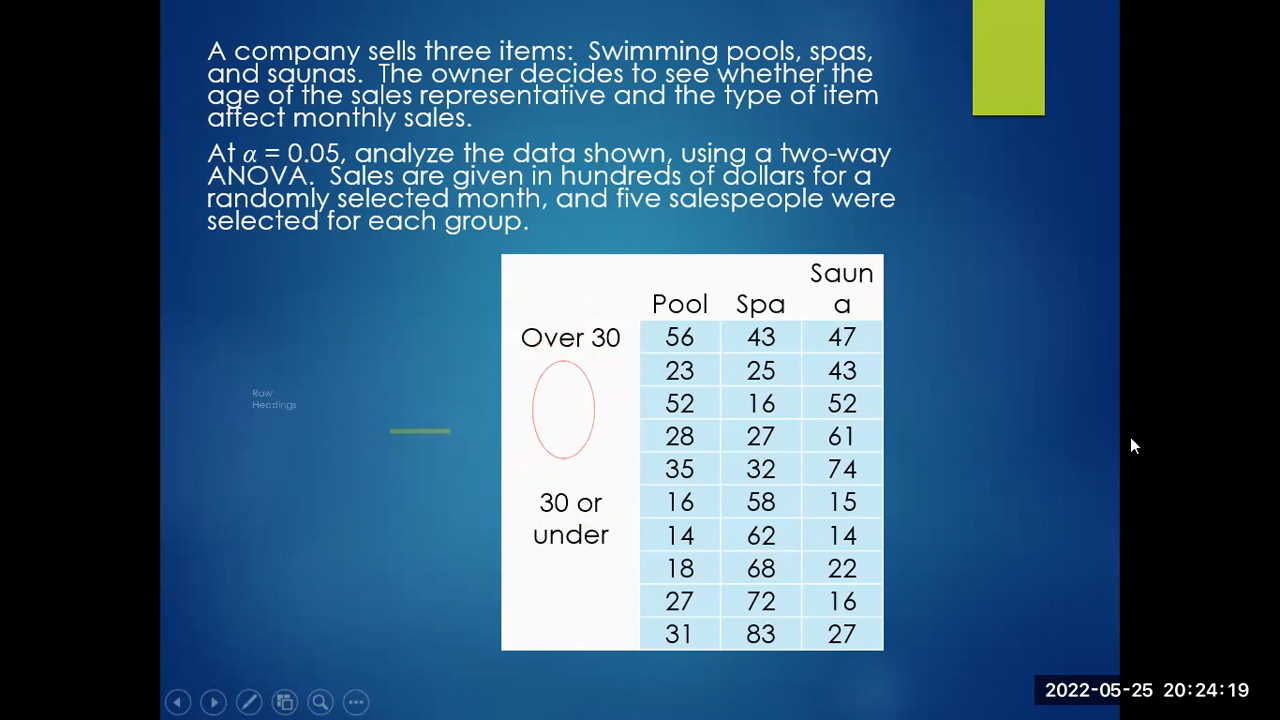 A company sells three items:  Swimming pools, spas,
and saunas.  The owner decides to see whether the
age of the sales representative and the type of item
affect monthly sales.
At α = 0.05, analyze the data shown, using a two-way
ANOVA.  Sales are given in hundreds of dollars for a
randomly selected month, and five salespeople were
selected for each group.
Saun
Pool Spa a
Over 30 56 43 47
23 25 43
Row
Headings
52 16 52
28 27 61
35 32 74
30 or 16 58 15
under 14 62 14
18 68 22
27 72 16
31 83 27
2022-05-25 20:24:19